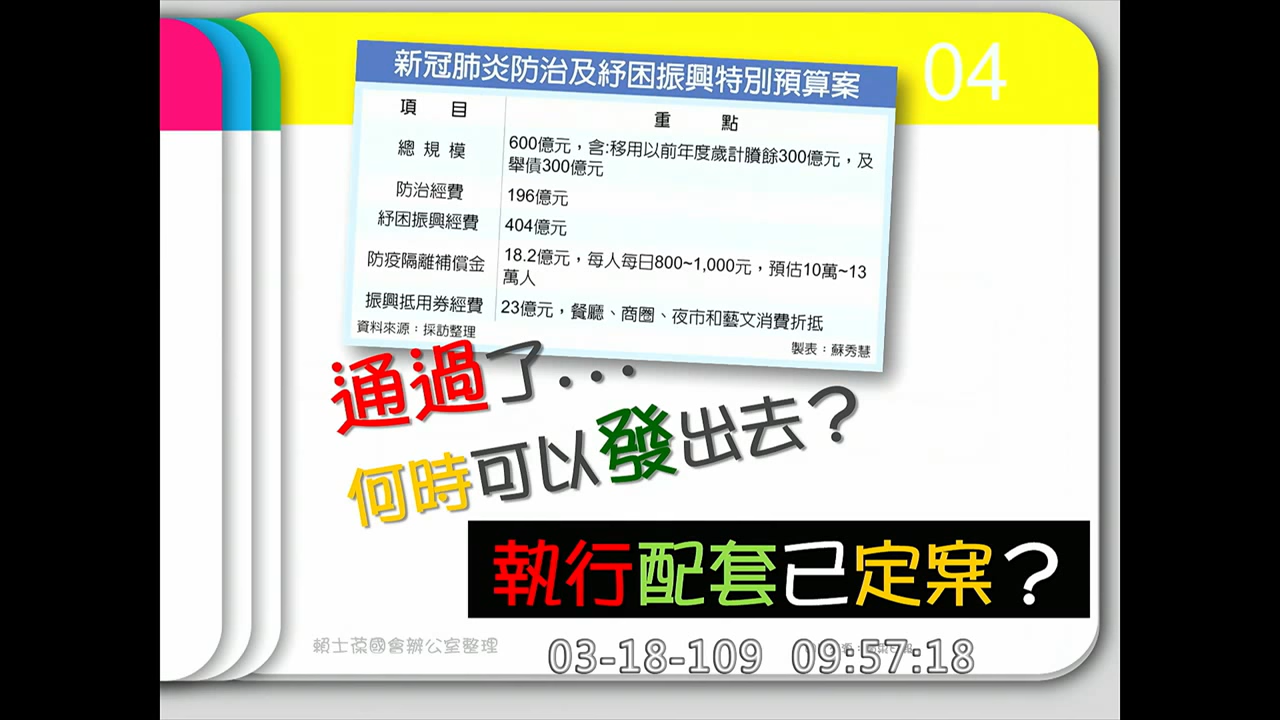 04
新冠肺炎防治及紓困振興特別預算案
項 目 重 點
總 規 模 600億元，含:移用以前年度歲計賸餘300億元，及
舉債300億元
防治經費 196億元
紓困振興經費 404億元
防疫隔離補償金 18.2億元，每人每日800~1,000元，預估10萬~13
萬人
振興抵用券經費 23億元，餐廳、商圈、夜市和藝文消費折抵
資料來源：採訪整理
製表：蘇秀慧
通過了...
何時可以發出去？
執行配套已定案？
賴士葆國會辦公室整理
03-18-109 09:57:18